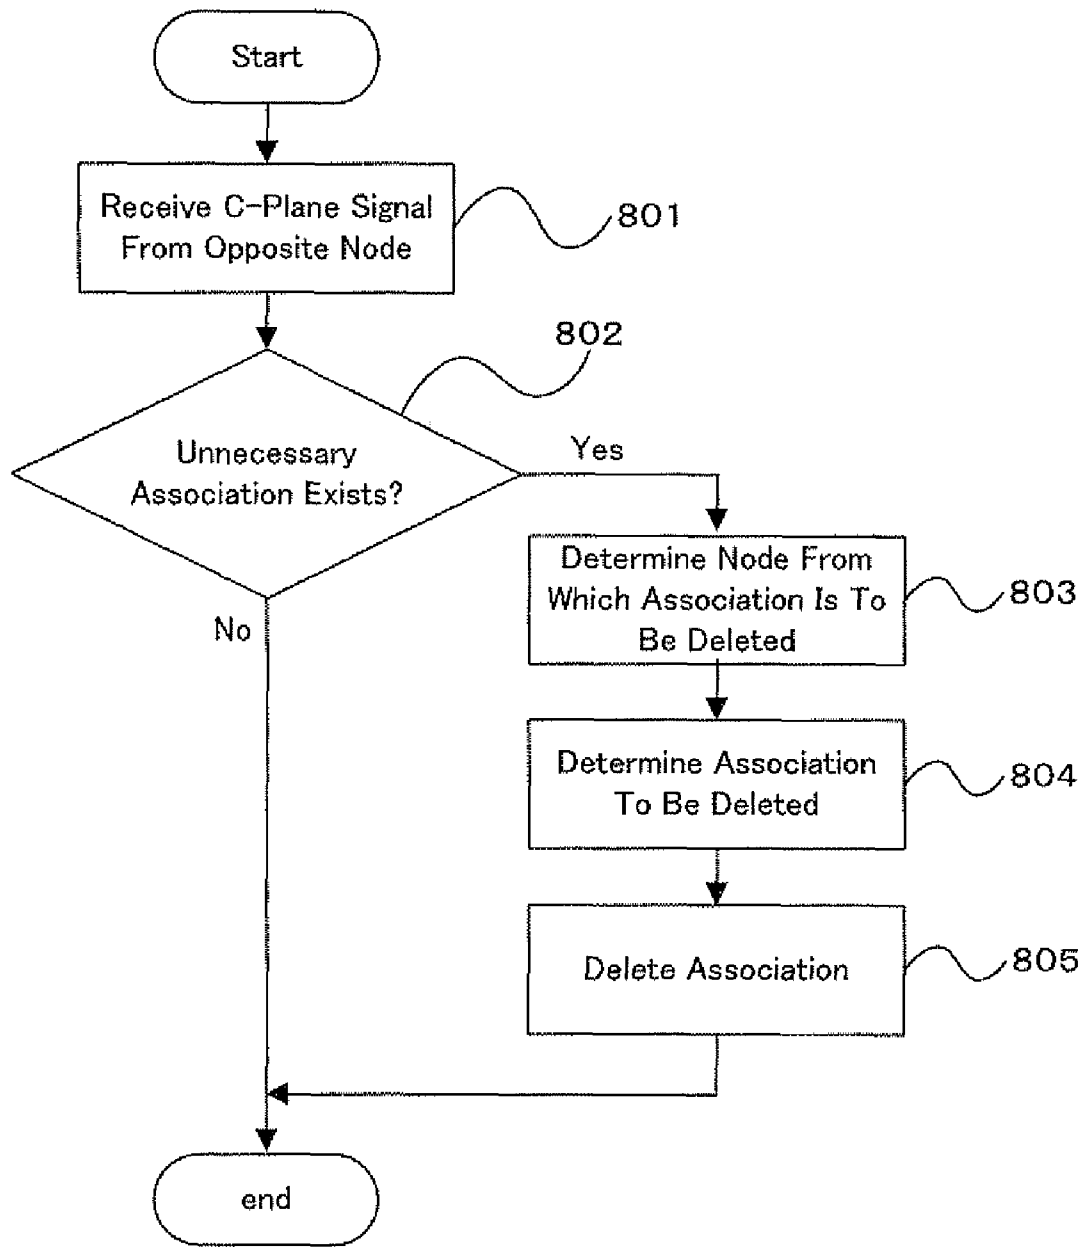 Start
Receive C-Plane Signal
From Opposite Node
801
802
Unnecessary
Association Exists?
Yes
No
Determine Node From
Which Association Is To
Be Deleted
803
Determine Association
To Be Deleted
804
Delete Association
805
end